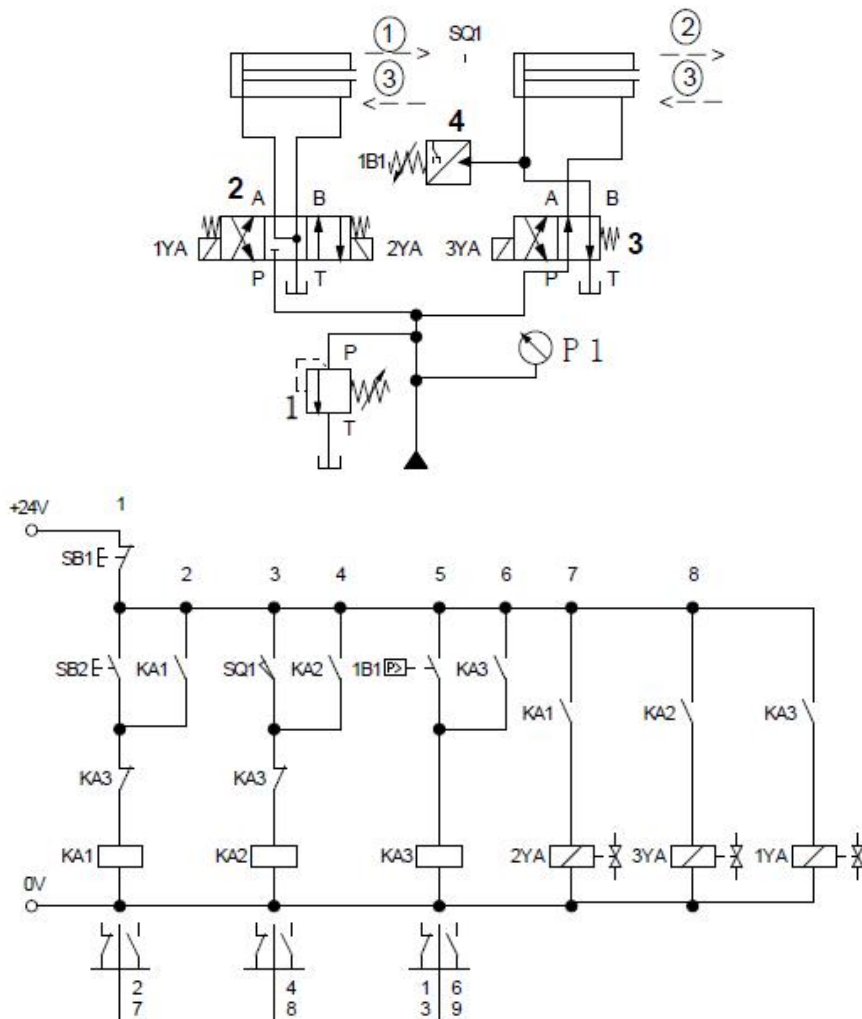 ① SQ1 ②
③ ③
4
1B1
2 A B A B
1YA 2YA 3YA 3
P T P T
P P 1
1
T
+24V 1
SB1
2 3 4 5 6 7 8
SB2 KA1 SQ1 KA2 1B1 P> KA3
KA1 KA2 KA3
KA3 KA3
KA1 KA2 KA3 2YA 3YA 1YA
0V
2 4 1 6
7 8 3 9